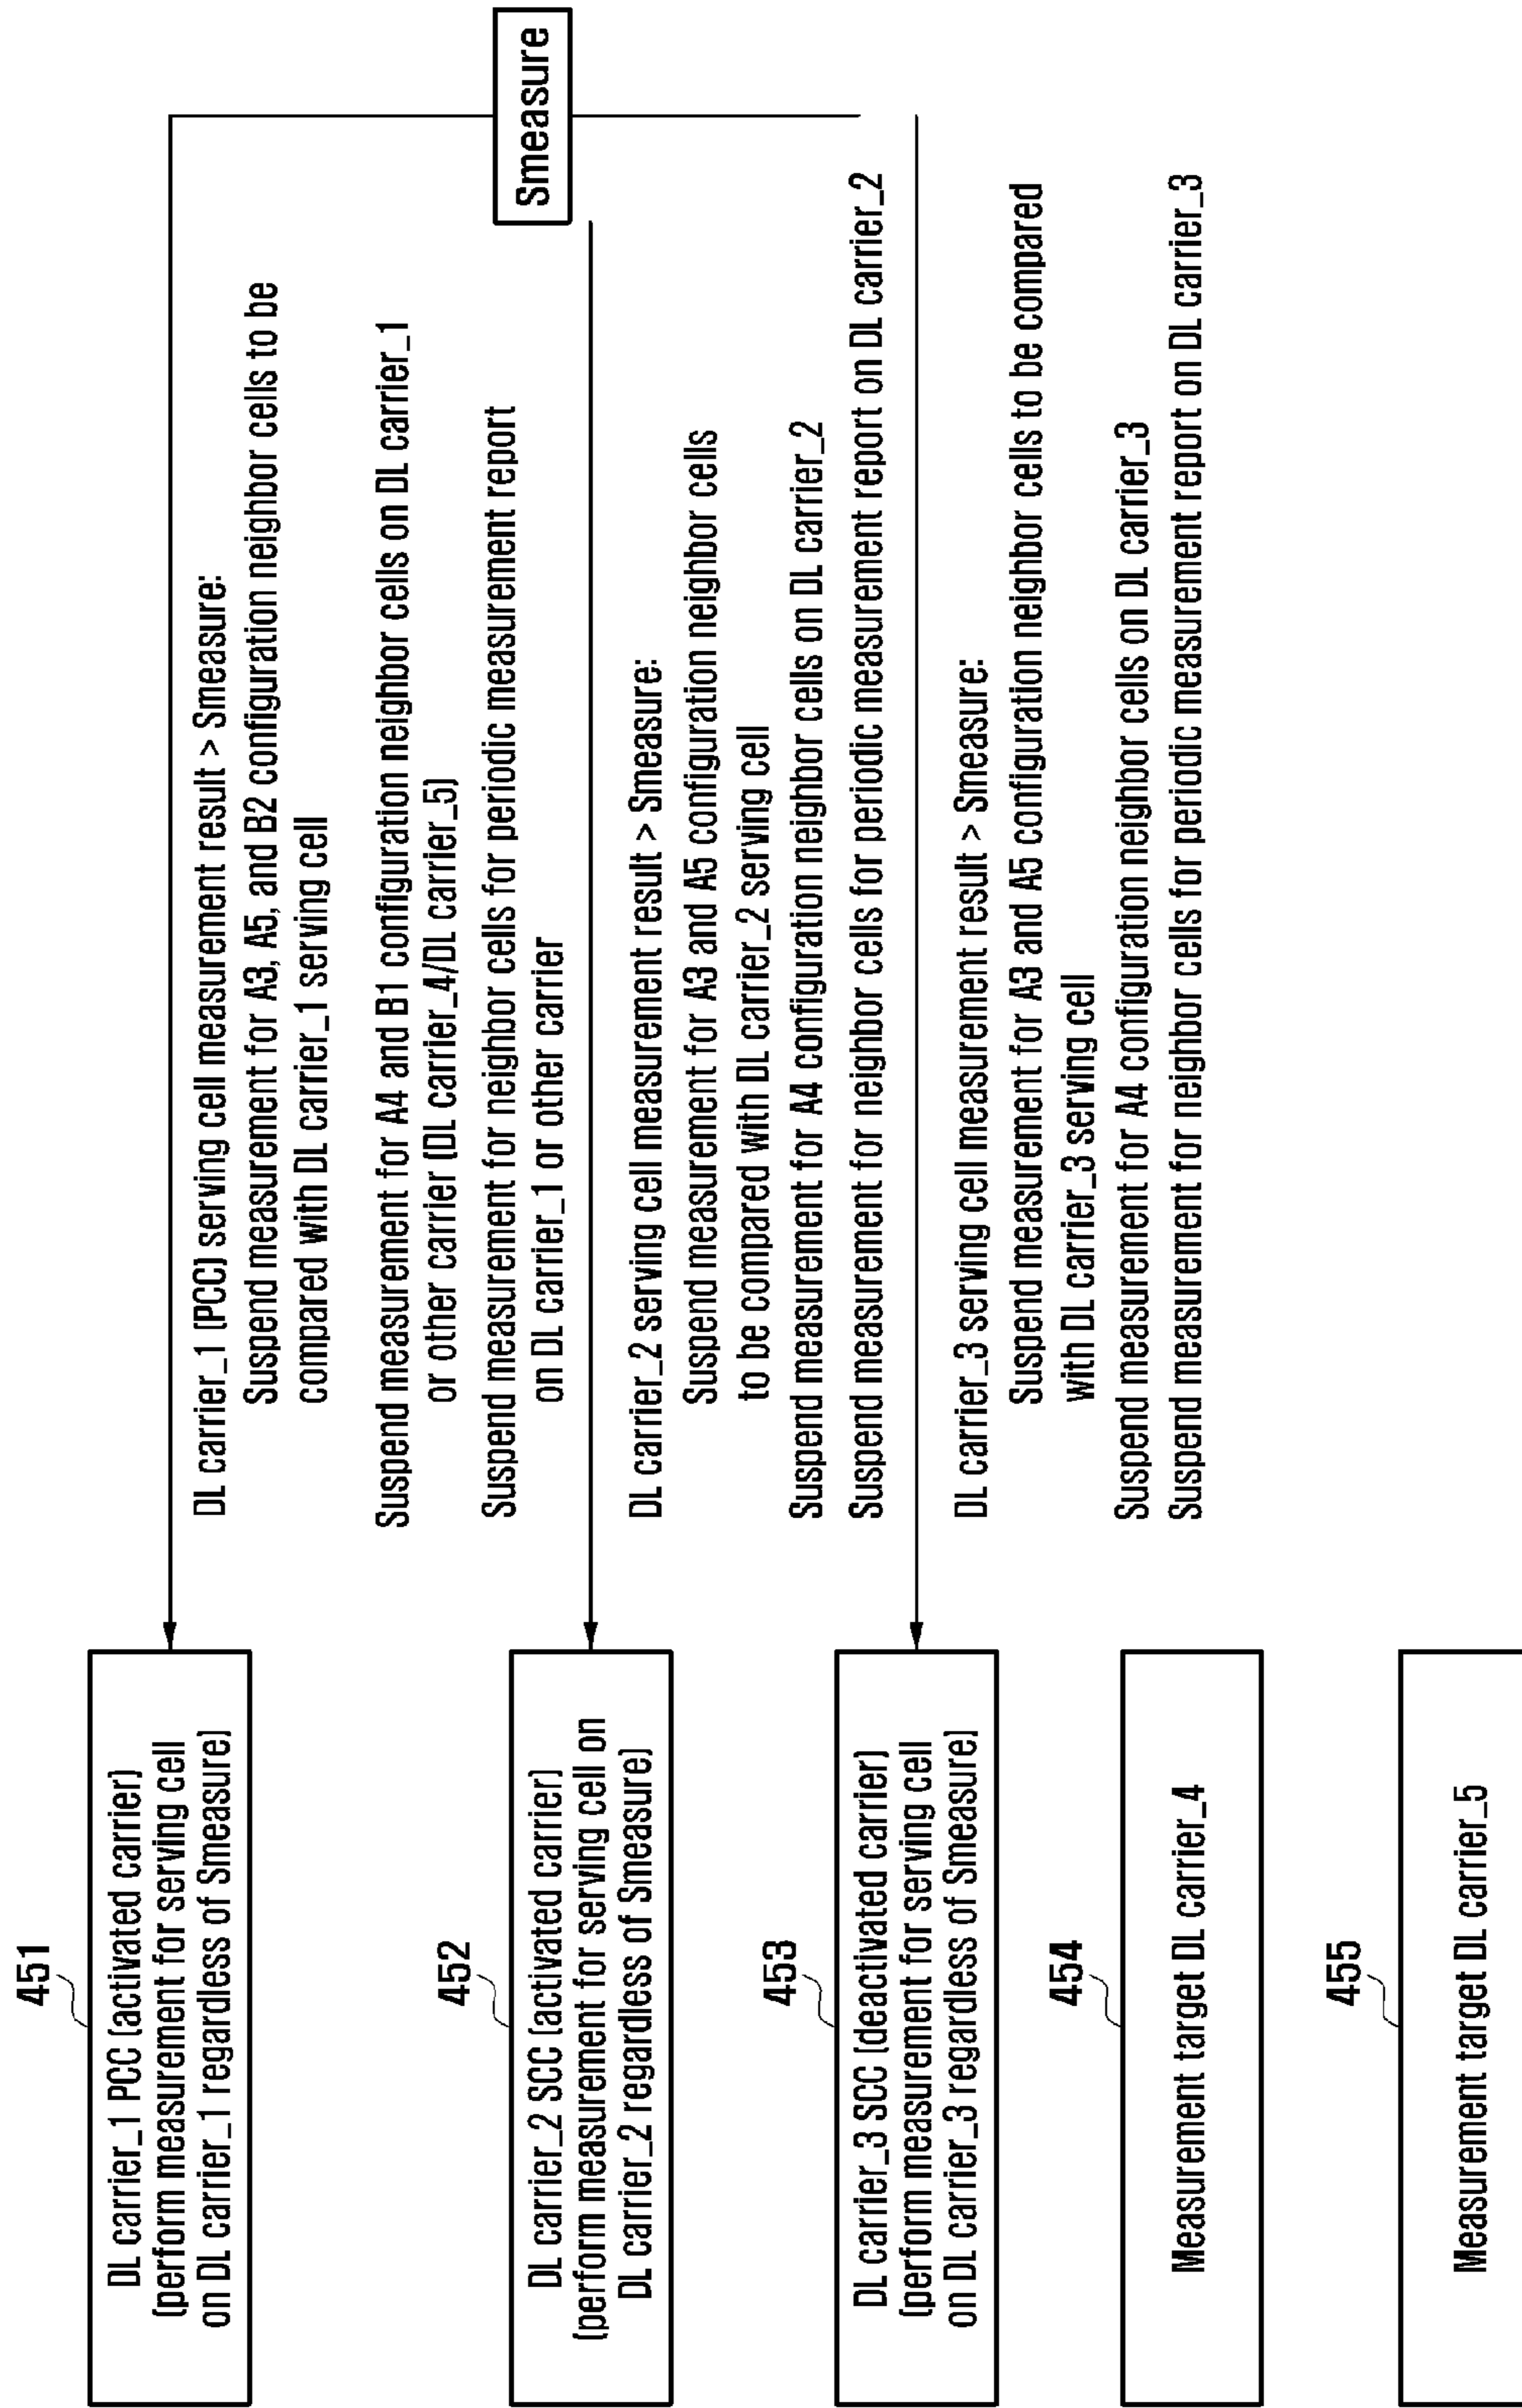 451
DL carrier_1 PCC (activated carrier)
(perform measurement for serving cell
on DL carrier_1 regardless of Smeasure)
DL carrier_1 (PCC) serving cell measurement result > Smeasure:
Suspend measurement for A3, A5, and B2 configuration neighbor cells to be
compared with DL carrier_1 serving cell
Suspend measurement for A4 and B1 configuration neighbor cells on DL carrier_1
or other carrier (DL carrier_4/DL carrier_5)
Suspend measurement for neighbor cells for periodic measurement report
on DL carrier_1 or other carrier
Smeasure
452
DL carrier_2 SCC (activated carrier)
(perform measurement for serving cell on
DL carrier_2 regardless of Smeasure)
DL carrier_2 serving cell measurement result > Smeasure:
Suspend measurement for A3 and A5 configuration neighbor cells
to be compared with DL carrier_2 serving cell
Suspend measurement for A4 configuration neighbor cells on DL carrier_2
Suspend measurement for neighbor cells for periodic measurement report on DL carrier_2
453
DL carrier_3 SCC (deactivated carrier)
(perform measurement for serving cell
on DL carrier_3 regardless of Smeasure)
DL carrier_3 serving cell measurement result > Smeasure:
Suspend measurement for A3 and A5 configuration neighbor cells to be compared
with DL carrier_3 serving cell
Suspend measurement for A4 configuration neighbor cells on DL carrier_3
Suspend measurement for neighbor cells for periodic measurement report on DL carrier_3
454
Measurement target DL carrier_4
455
Measurement target DL carrier_5